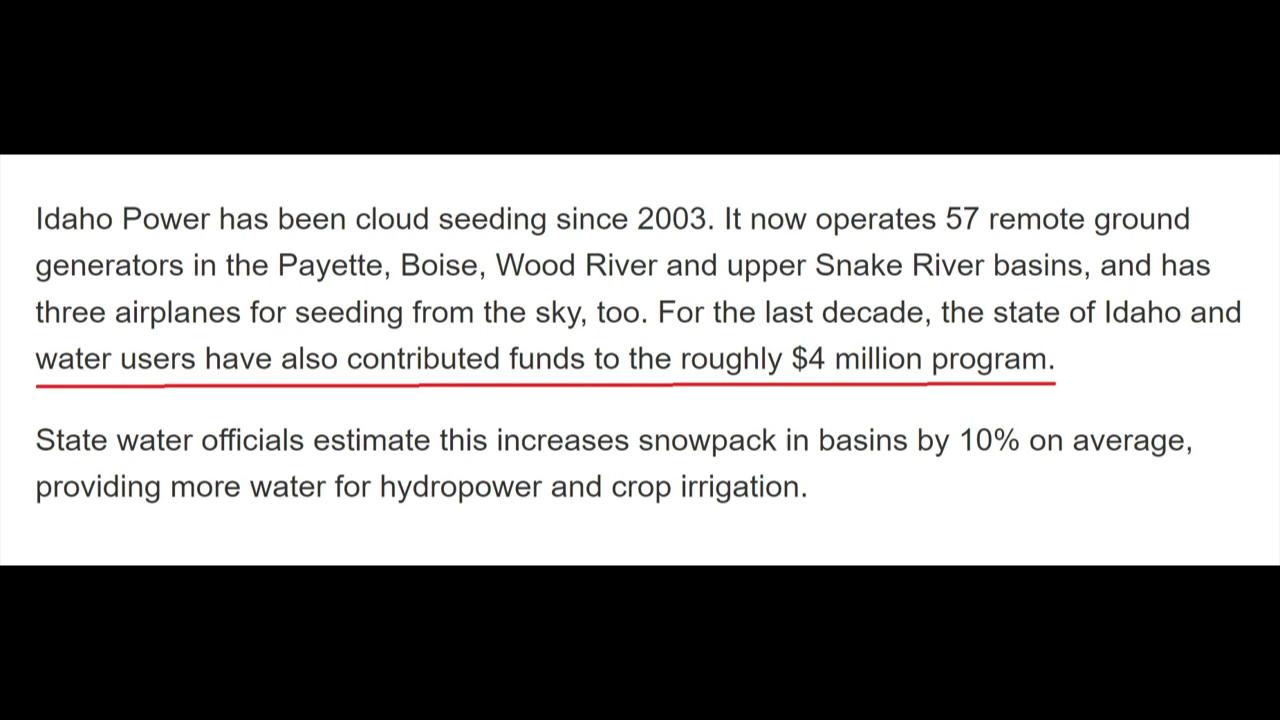 Idaho Power has been cloud seeding since 2003. It now operates 57 remote ground
generators in the Payette, Boise, Wood River and upper Snake River basins, and has
three airplanes for seeding from the sky, too. For the last decade, the state of Idaho and
water users have also contributed funds to the roughly $4 million program.
State water officials estimate this increases snowpack in basins by 10% on average,
providing more water for hydropower and crop irrigation.